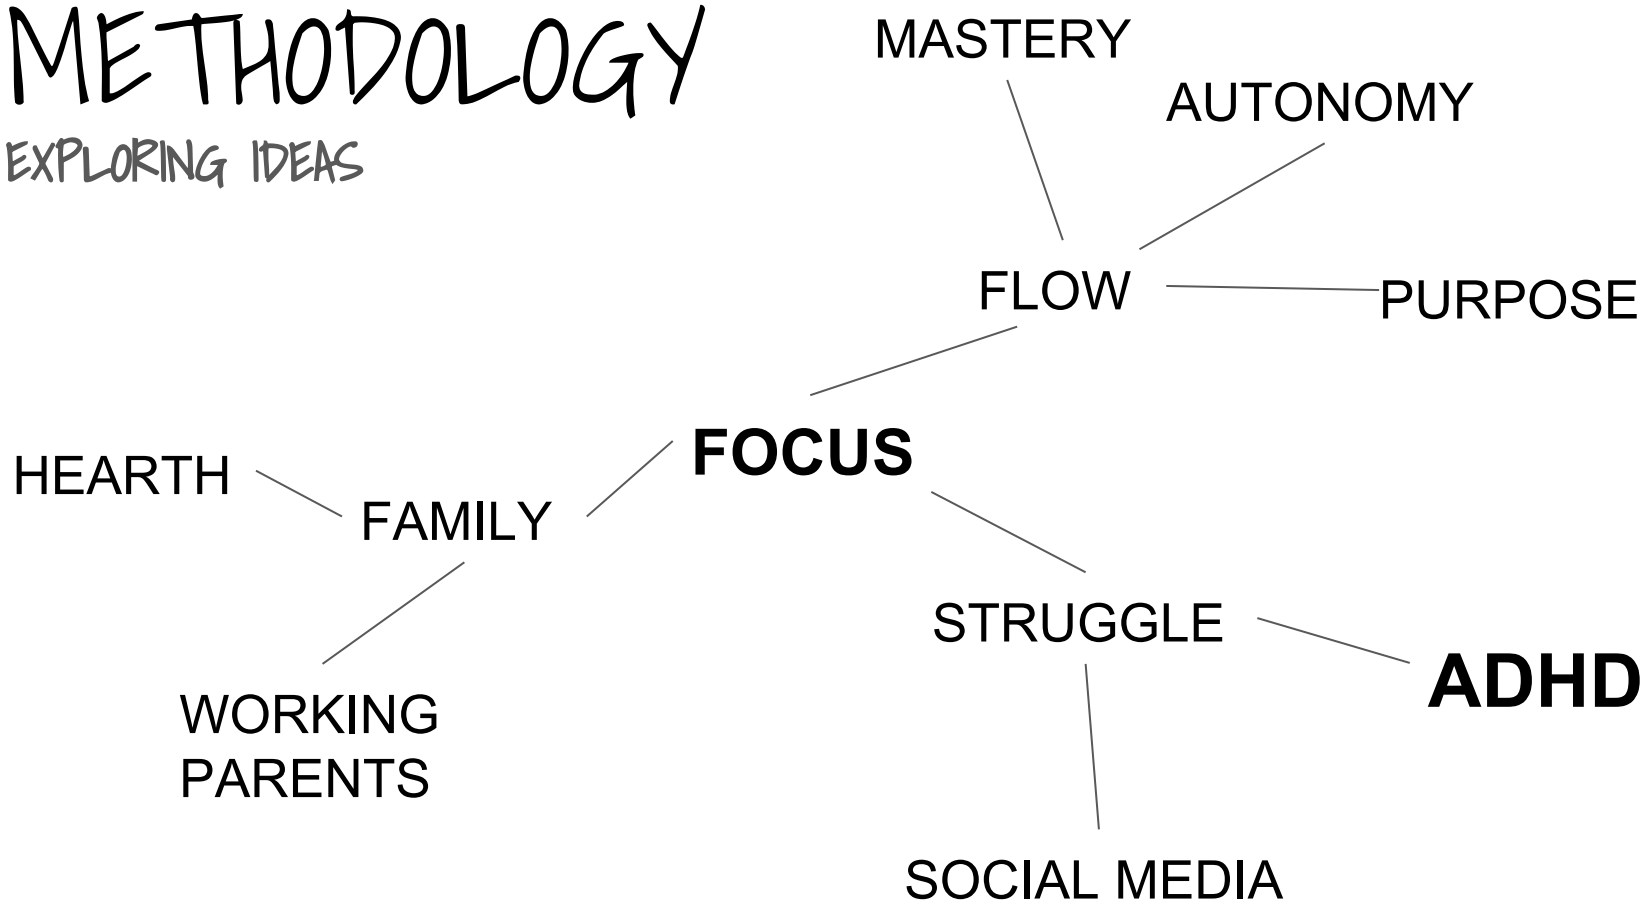 METHODOLOGY
EXPLORING IDEAS
MASTERY
AUTONOMY
FLOW
PURPOSE
FOCUS
HEARTH
FAMILY
STRUGGLE
ADHD
WORKING
PARENTS
SOCIAL MEDIA